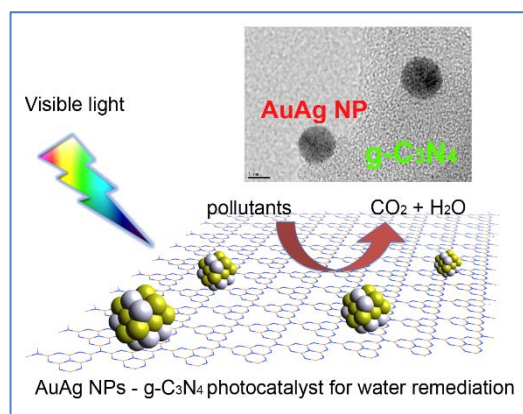 Visible light
AuAg NP
g-C₃N₄
pollutants
CO₂ + H₂O
AuAg NPs - g-C₃N₄ photocatalyst for water remediation